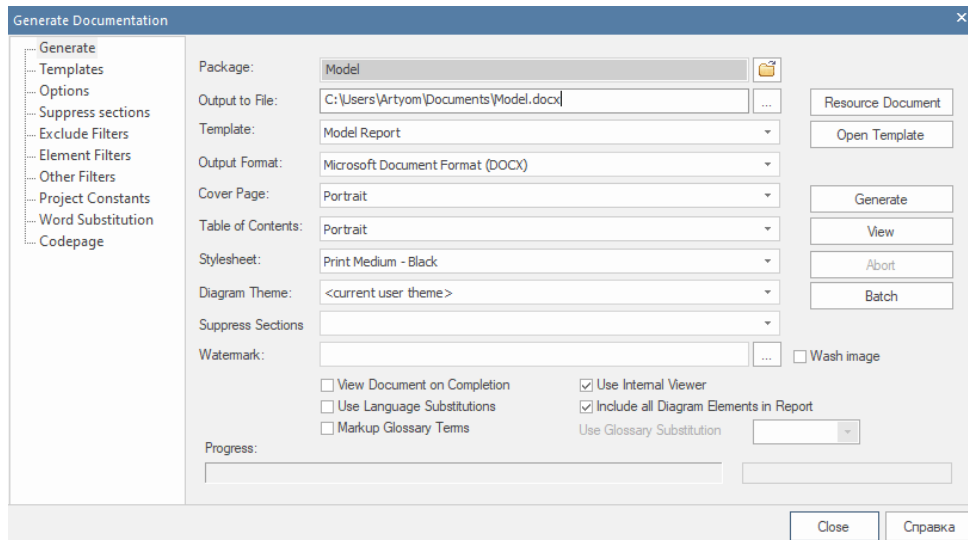 Generate Documentation
Generate
Templates
Options
Suppress sections
Exclude Filters
Element Filters
Other Filters
Project Constants
Word Substitution
Codepage
Package: Model
Output to File: C:\Users\Artyom\Documents\Model.docx ... Resource Document
Template: Model Report Open Template
Output Format: Microsoft Document Format (DOCX)
Cover Page: Portrait Generate
Table of Contents: Portrait View
Stylesheet: Print Medium - Black Abort
Diagram Theme: <current user theme> Batch
Suppress Sections
Watermark: ... Wash image
View Document on Completion Use Internal Viewer
Use Language Substitutions Include all Diagram Elements in Report
Markup Glossary Terms Use Glossary Substitution
Progress:
Close Справка